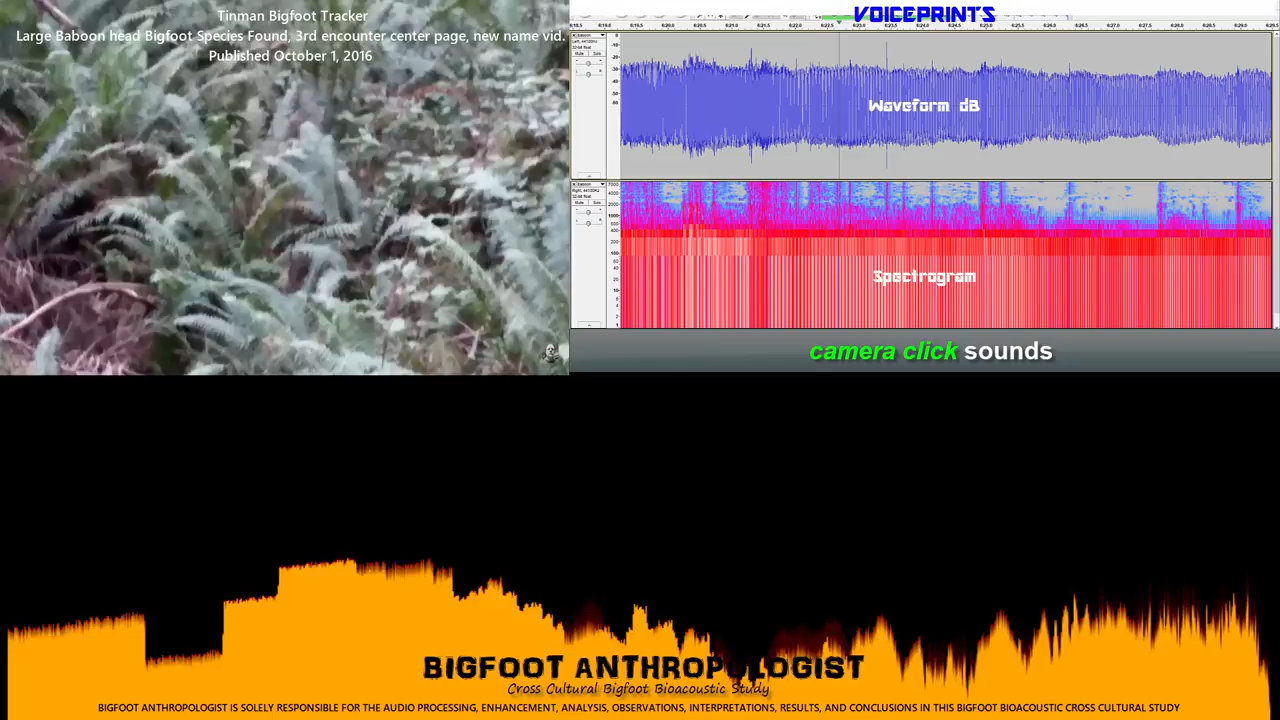 Tinman Bigfoot Tracker
Large Baboon head Bigfoot Species Found, 3rd encounter center page, new name vid.
Published October 1, 2016
VOICEPRINTS
Waveform dB
Spectrogram
camera click sounds
BIGFOOT ANTHROPOLOGIST
Cross Cultural Bigfoot Bioacoustic Study
BIGFOOT ANTHROPOLOGIST IS SOLELY RESPONSIBLE FOR THE AUDIO PROCESSING, ENHANCEMENT, ANALYSIS, OBSERVATIONS, INTERPRETATIONS, RESULTS, AND CONCLUSIONS IN THIS BIGFOOT BIOACOUSTIC CROSS CULTURAL STUDY